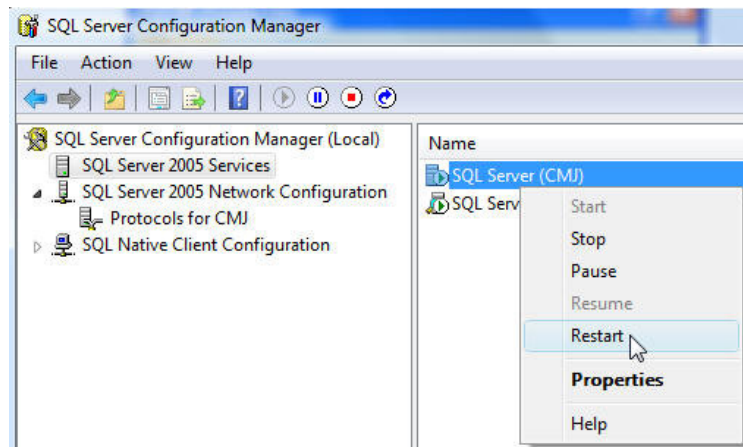 SQL Server Configuration Manager
File Action View Help
SQL Server Configuration Manager (Local)
SQL Server 2005 Services
SQL Server 2005 Network Configuration
Protocols for CMJ
SQL Native Client Configuration
Name
SQL Server (CMJ)
SQL Serv
Start
Stop
Pause
Resume
Restart
Properties
Help